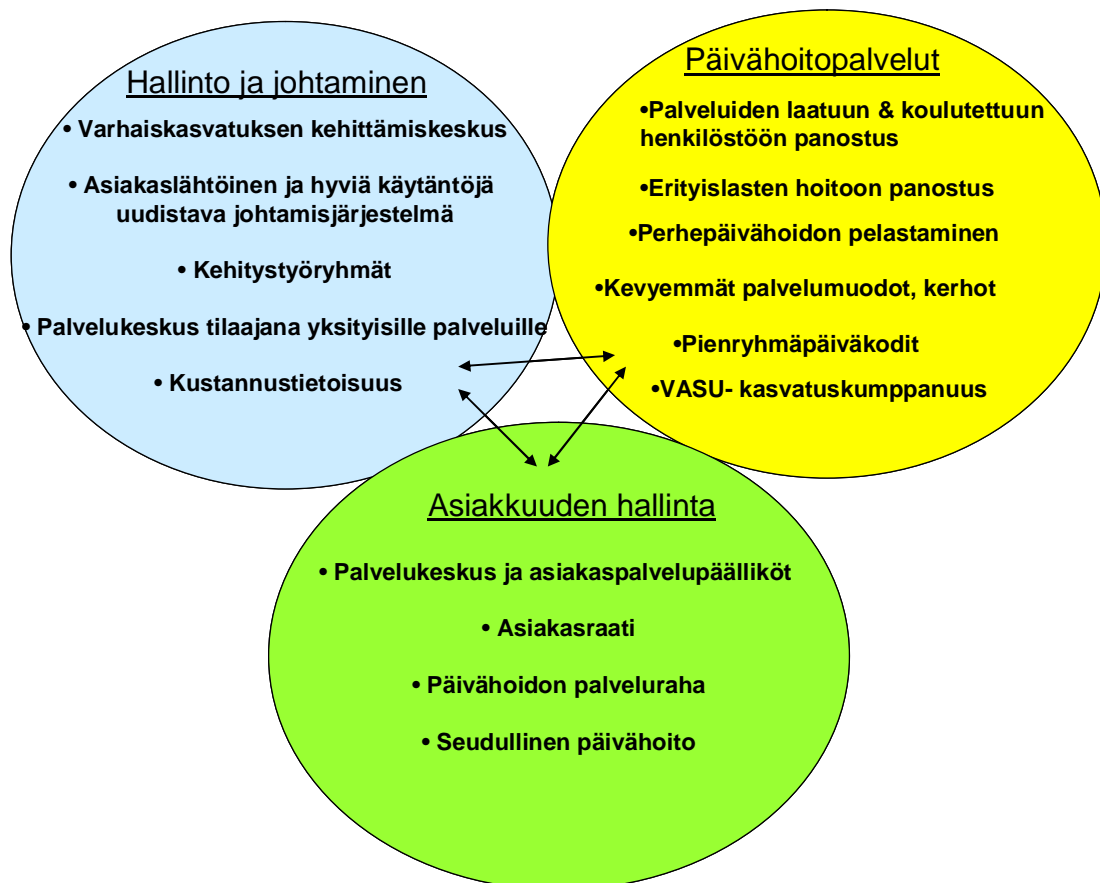 Hallinto ja johtaminen
• Varhaiskasvatuksen kehittämiskeskus
• Asiakaslähtöinen ja hyviä käytäntöjä
uudistava johtamisjärjestelmä
• Kehitystyöryhmät
• Palvelukeskus tilaajana yksityisille palveluille
• Kustannustietoisuus
Päivähoitopalvelut
•Palveluiden laatuun & koulutettuun
henkilöstöön panostus
•Erityislasten hoitoon panostus
•Perhepäivähoidon pelastaminen
•Kevyemmät palvelumuodot, kerhot
•Pienryhmäpäiväkodit
•VASU- kasvatuskumppanuus
Asiakkuuden hallinta
• Palvelukeskus ja asiakaspalvelupäälliköt
• Asiakasraati
• Päivähoidon palveluraha
• Seudullinen päivähoito